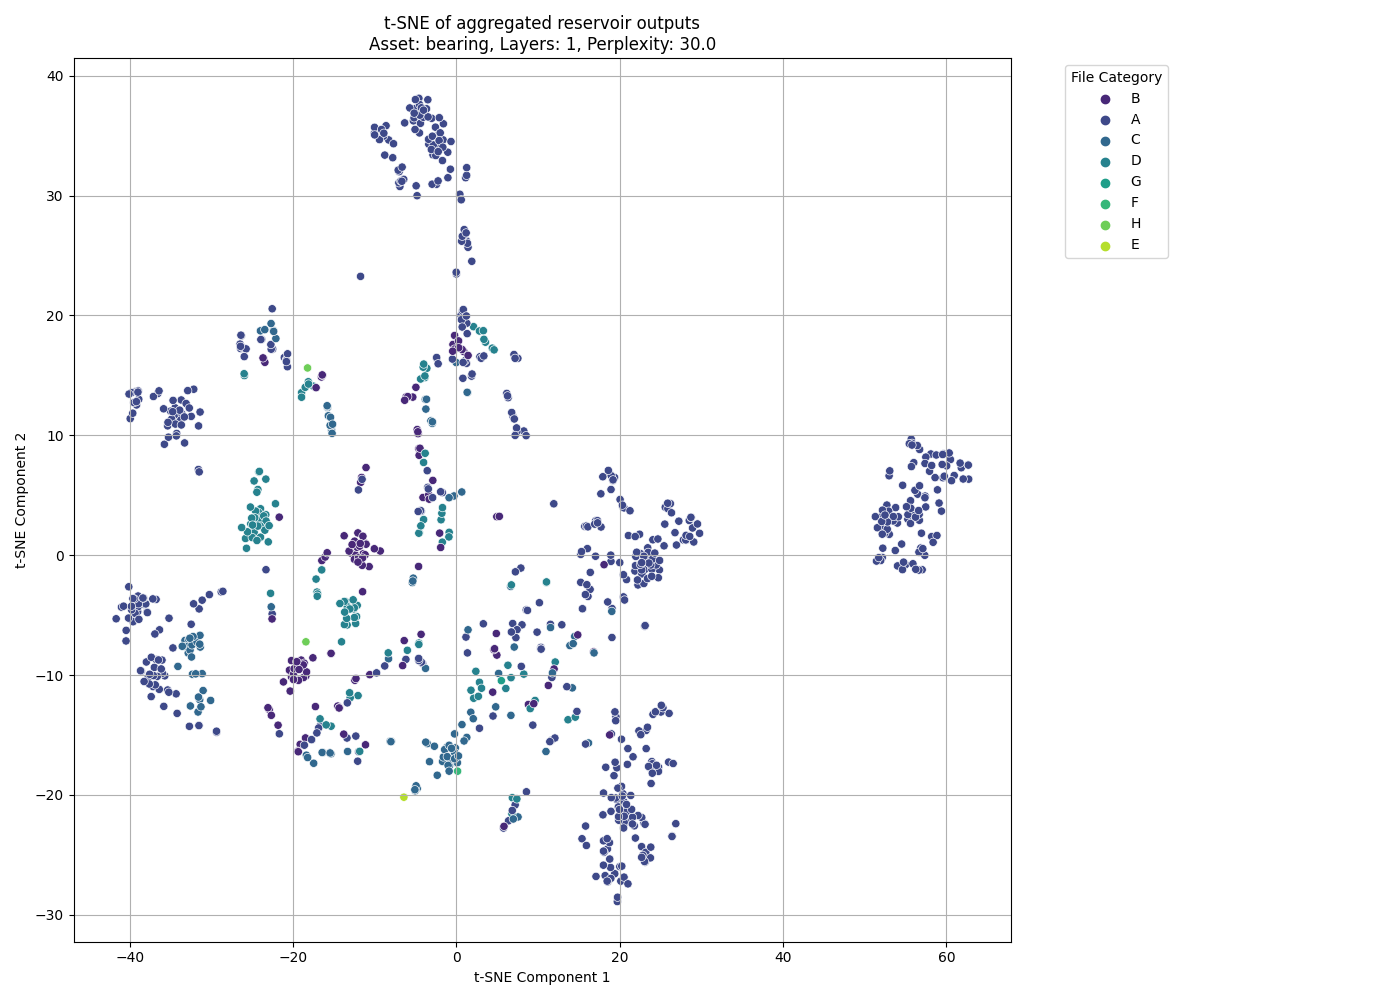 t-SNE of aggregated reservoir outputs
Asset: bearing, Layers: 1, Perplexity: 30.0
File Category
B
A
C
D
G
F
H
E
40
30
20
10
0
−10
−20
−30
t-SNE Component 2
−40
−20
0
20
40
60
t-SNE Component 1